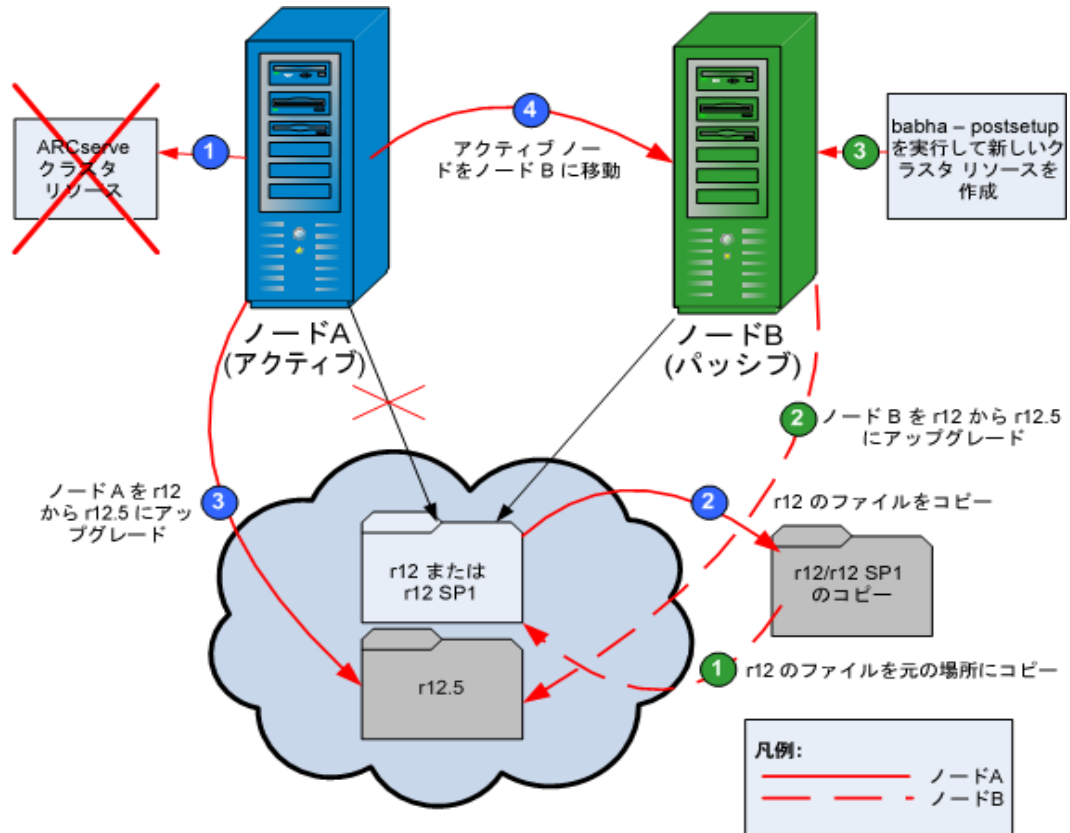 ARCserve
クラスタ
リソース
1
4
アクティブ ノー
ドをノード B に移動
3
babha – postsetup
を実行して新しいク
ラスタ リソースを
作成
ノードA
(アクティブ)
ノードB
(パッシブ)
2
ノード B を r12 から r12.5
にアップグレード
ノード A を r12
から r12.5 にアッ
プグレード
3
2
r12 のファイルをコピー
r12 または
r12 SP1
r12/r12 SP1
のコピー
1
r12 のファイルを元の場所にコピー
r12.5
凡例:
ノードA
ノードB